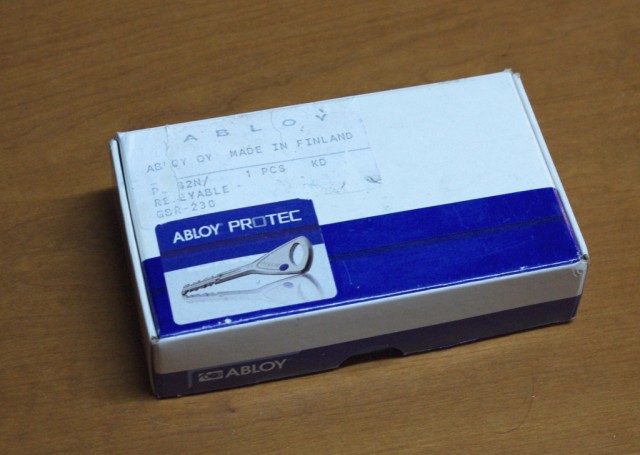 ABLOY
ABLOY OY MADE IN FINLAND
1 PCS KD
GDR-230
ABLOY PROTEC
ABLOY